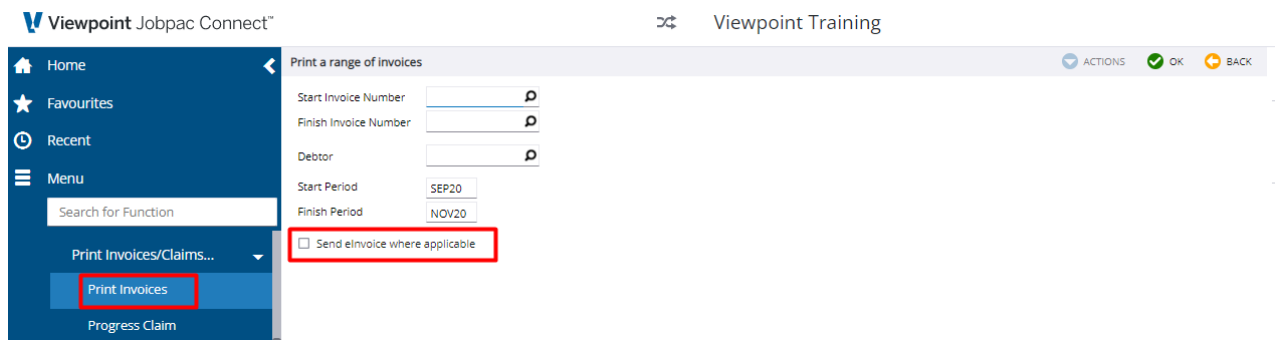 Viewpoint Jobpac Connect™
Viewpoint Training
Home
Favourites
Recent
Menu
Search for Function
Print Invoices/Claims...
Print Invoices
Progress Claim
Print a range of invoices
ACTIONS OK BACK
Start Invoice Number
Finish Invoice Number
Debtor
Start Period SEP20
Finish Period NOV20
Send eInvoice where applicable